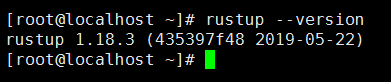 [root@localhost ~]# rustup --version
rustup 1.18.3 (435397f48 2019-05-22)
[root@localhost ~]#